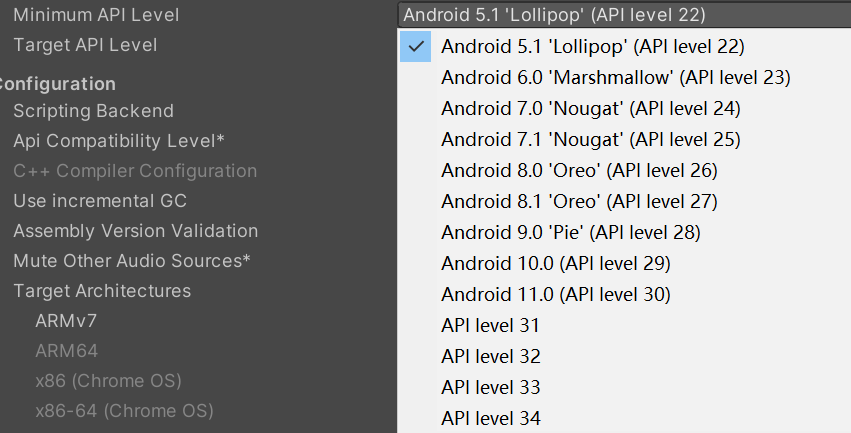 Minimum API Level
Android 5.1 'Lollipop' (API level 22)
Target API Level
Configuration
Scripting Backend
Api Compatibility Level*
C++ Compiler Configuration
Use incremental GC
Assembly Version Validation
Mute Other Audio Sources*
Target Architectures
ARMv7
ARM64
x86 (Chrome OS)
x86-64 (Chrome OS)
Android 5.1 'Lollipop' (API level 22)
Android 6.0 'Marshmallow' (API level 23)
Android 7.0 'Nougat' (API level 24)
Android 7.1 'Nougat' (API level 25)
Android 8.0 'Oreo' (API level 26)
Android 8.1 'Oreo' (API level 27)
Android 9.0 'Pie' (API level 28)
Android 10.0 (API level 29)
Android 11.0 (API level 30)
API level 31
API level 32
API level 33
API level 34